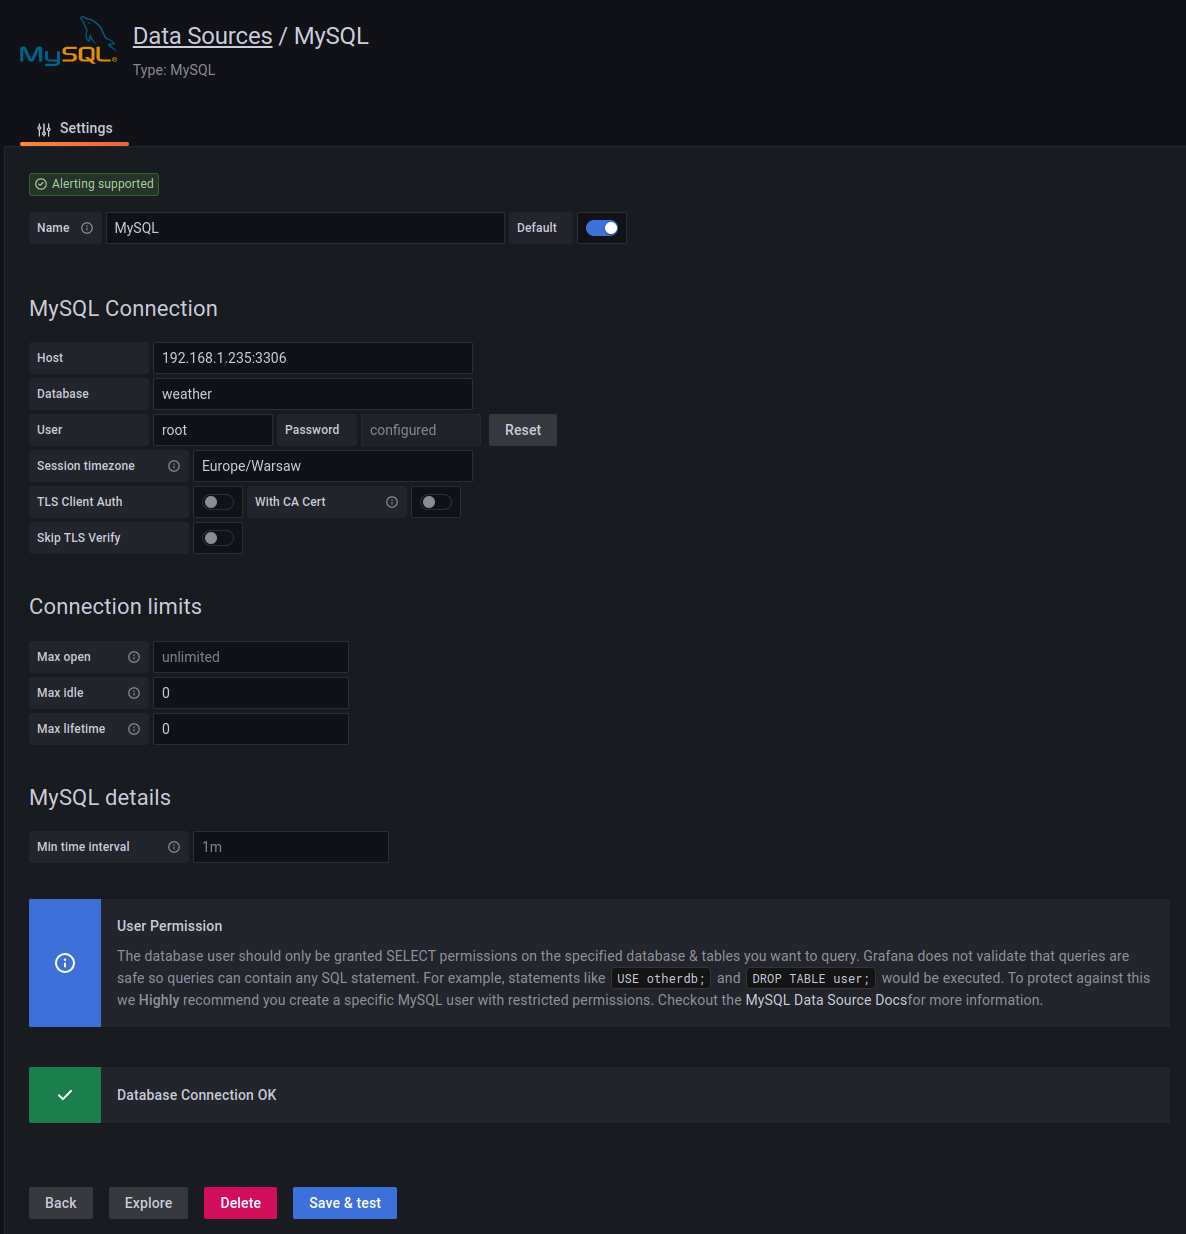 MySQL®
Data Sources / MySQL
Type: MySQL
Settings
Alerting supported
Name MySQL Default
MySQL Connection
Host 192.168.1.235:3306
Database weather
User root Password configured Reset
Session timezone Europe/Warsaw
TLS Client Auth With CA Cert
Skip TLS Verify
Connection limits
Max open unlimited
Max idle 0
Max lifetime 0
MySQL details
Min time interval 1m
User Permission
The database user should only be granted SELECT permissions on the specified database & tables you want to query. Grafana does not validate that queries are
safe so queries can contain any SQL statement. For example, statements like USE otherdb; and DROP TABLE user; would be executed. To protect against this
we Highly recommend you create a specific MySQL user with restricted permissions. Checkout the MySQL Data Source Docsfor more information.
Database Connection OK
Back Explore Delete Save & test